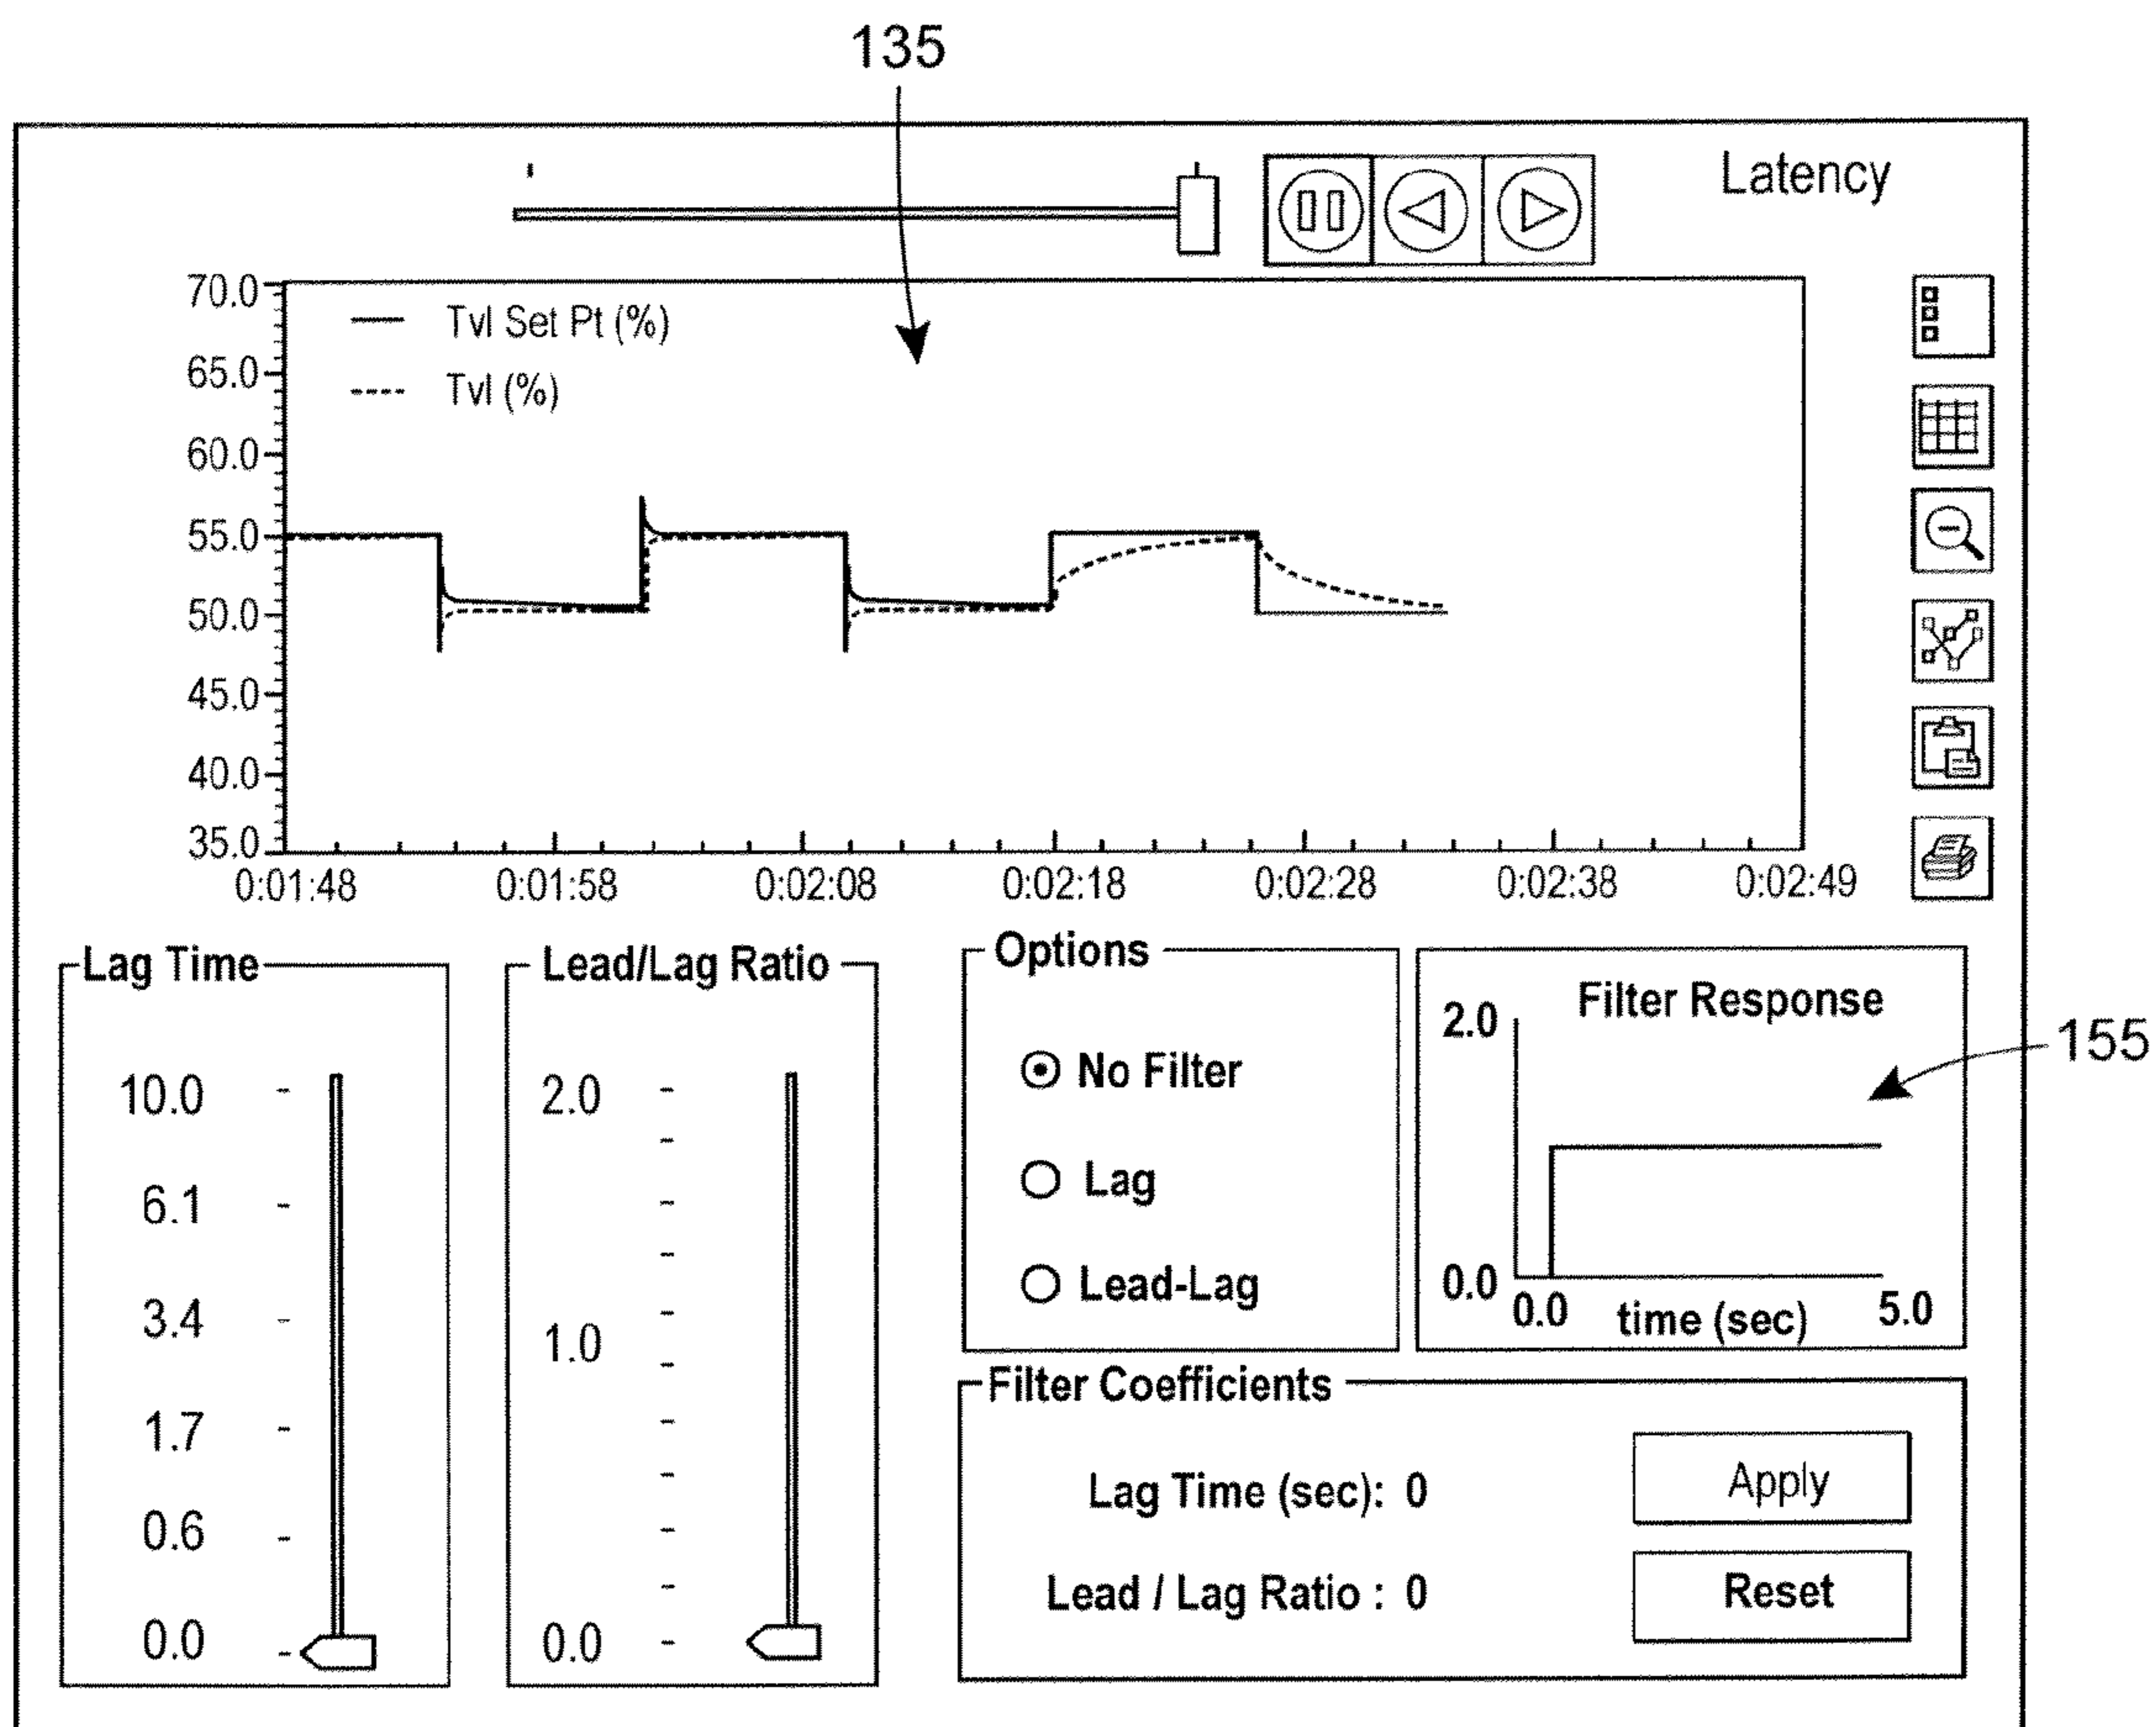 135
Latency
70.0
65.0
60.0
55.0
50.0
45.0
40.0
35.0
Tvl Set Pt (%)
Tvl (%)
0:01:48 0:01:58 0:02:08 0:02:18 0:02:28 0:02:38 0:02:49
Lag Time
10.0
6.1
3.4
1.7
0.6
0.0
Lead/Lag Ratio
2.0
1.0
0.0
Options
No Filter
Lag
Lead-Lag
Filter Response
2.0
0.0
0.0 time (sec) 5.0
155
Filter Coefficients
Lag Time (sec): 0
Apply
Lead / Lag Ratio : 0
Reset